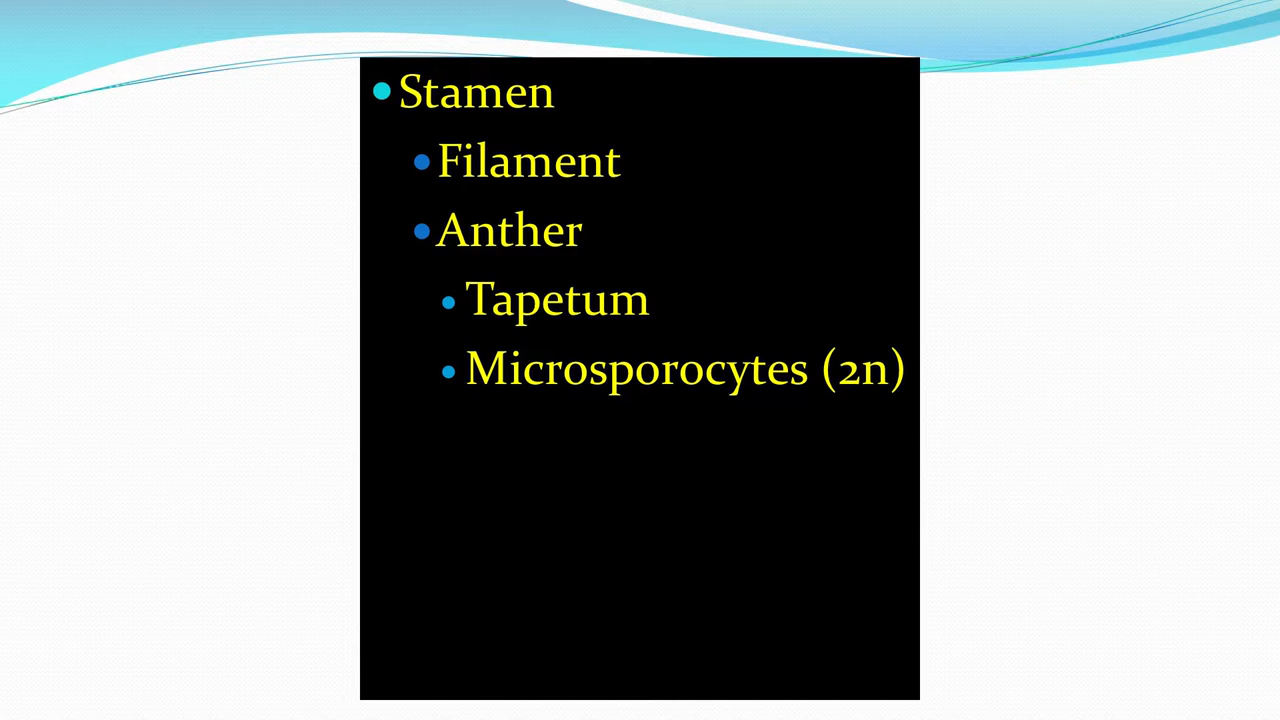 Stamen
Filament
Anther
Tapetum
Microsporocytes (2n)